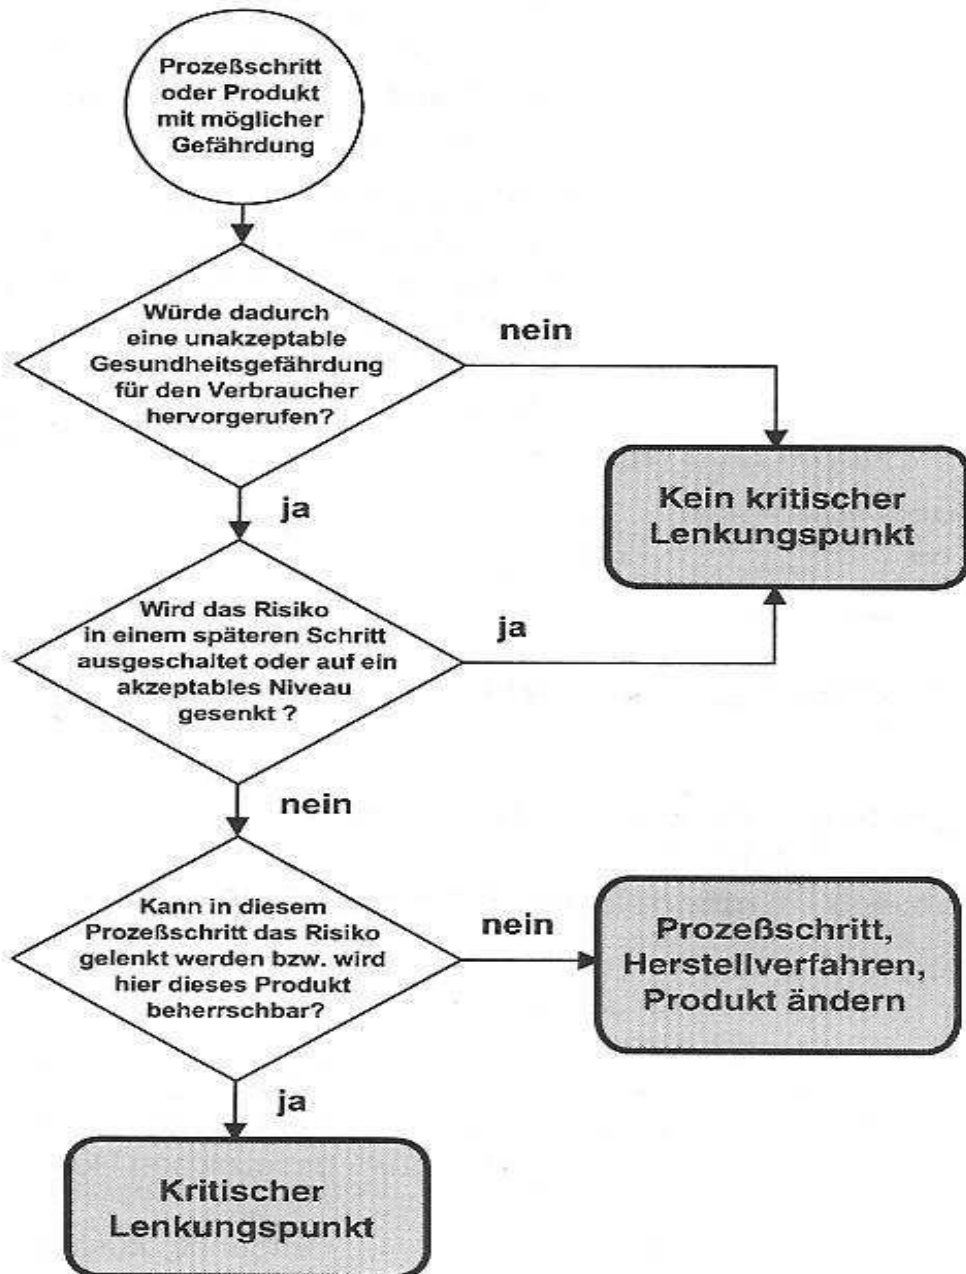 Prozeßschritt
oder Produkt
mit möglicher
Gefährdung
Würde dadurch
eine unakzeptable
Gesundheitsgefährdung
für den Verbraucher
hervorgerufen?
nein
Kein kritischer
Lenkungspunkt
ja
Wird das Risiko
in einem späteren Schritt
ausgeschaltet oder auf ein
akzeptables Niveau
gesenkt ?
ja
nein
Kann in diesem
Prozeßschritt das Risiko
gelenkt werden bzw. wird
hier dieses Produkt
beherrschbar?
nein
Prozeßschritt,
Herstellverfahren,
Produkt ändern
ja
Kritischer
Lenkungspunkt